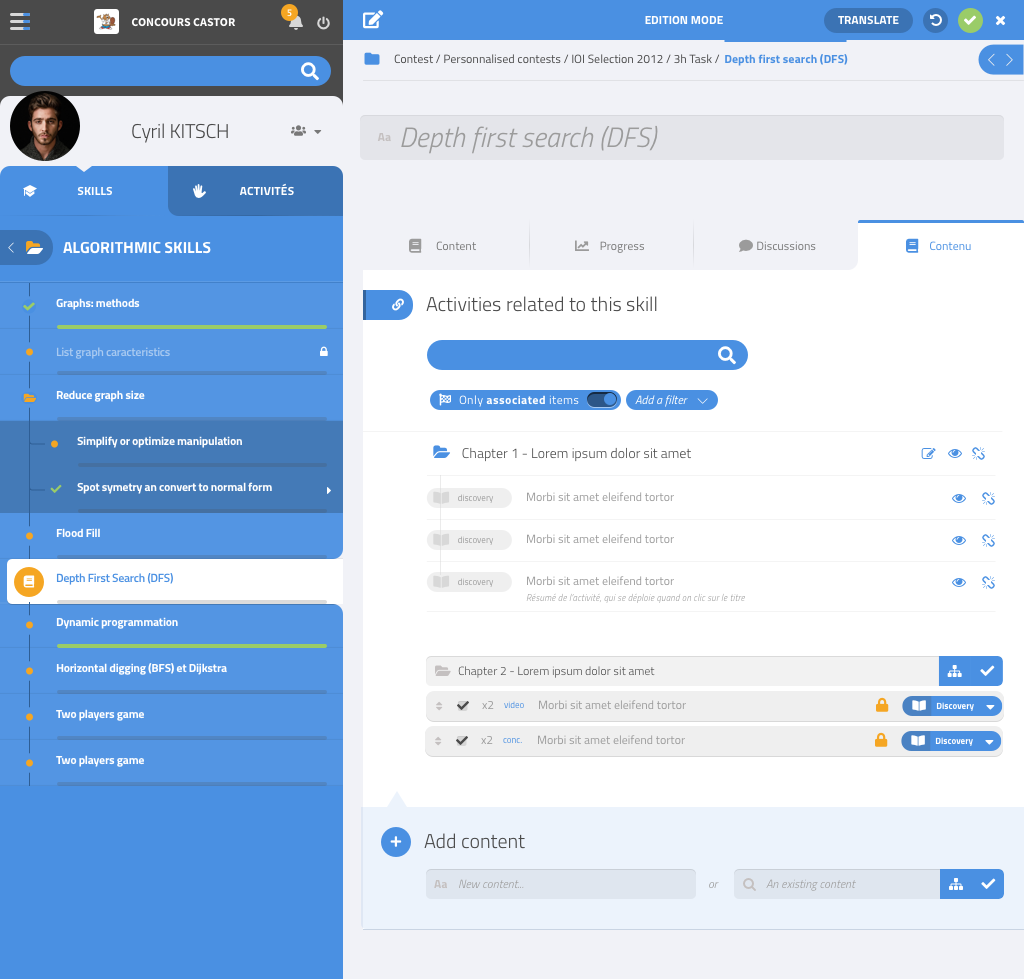 CONCOURS CASTOR
5
EDITION MODE
TRANSLATE
Contest / Personnalised contests / IOI Selection 2012 / 3h Task / Depth first search (DFS)
Cyril KITSCH
Aa Depth first search (DFS)
SKILLS
ACTIVITÉS
ALGORITHMIC SKILLS
Content
Progress
Discussions
Contenu
Graphs: methods
List graph caracteristics
Reduce graph size
Simplify or optimize manipulation
Spot symetry an convert to normal form
Flood Fill
Depth First Search (DFS)
Dynamic programmation
Horizontal digging (BFS) et Dijkstra
Two players game
Two players game
Activities related to this skill
Only associated items
Add a filter
Chapter 1 - Lorem ipsum dolor sit amet
discovery Morbi sit amet eleifend tortor
discovery Morbi sit amet eleifend tortor
discovery Morbi sit amet eleifend tortor
Résumé de l'activité, qui se déploie quand on clic sur le titre
Chapter 2 - Lorem ipsum dolor sit amet
x2 video Morbi sit amet eleifend tortor Discovery
x2 conc. Morbi sit amet eleifend tortor Discovery
Add content
Aa New content... or An existing content